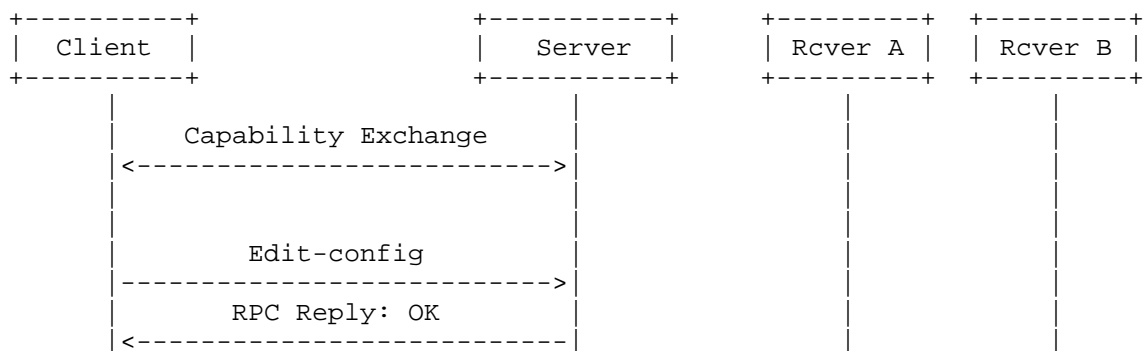 Client Server Rcver A Rcver B
Capability Exchange
Edit-config
RPC Reply: OK